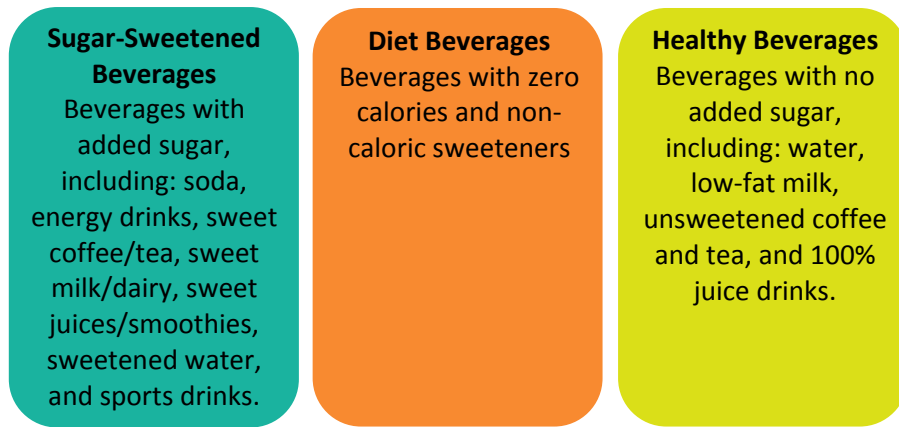 Sugar-Sweetened
Beverages
Beverages with
added sugar,
including: soda,
energy drinks, sweet
coffee/tea, sweet
milk/dairy, sweet
juices/smoothies,
sweetened water,
and sports drinks.
Diet Beverages
Beverages with zero
calories and non-
caloric sweeteners
Healthy Beverages
Beverages with no
added sugar,
including: water,
low-fat milk,
unsweetened coffee
and tea, and 100%
juice drinks.